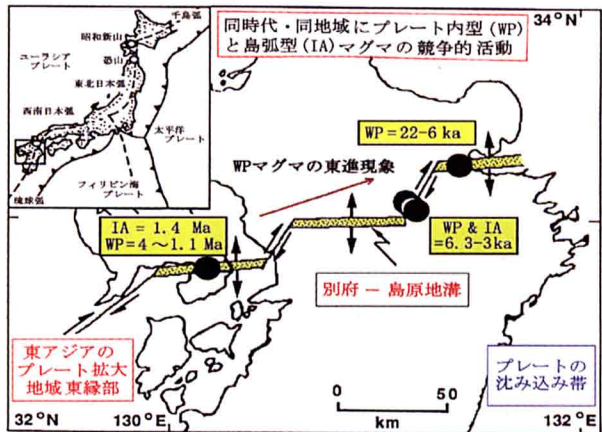 千島弧
昭和新山
恐山
ユーラシア
プレート
東北日本弧
西南日本弧
太平洋
プレート
フィリピン海
プレート
琉球弧
同時代・同地域にプレート内型(WP)
と島弧型(IA)マグマの競争的活動
34°N
WP=22-6 ka
WPマグマの東進現象
IA = 1.4 Ma
WP=4～1.1 Ma
WP & IA
=6.3-3ka
別府 － 島原地溝
東アジアの
プレート拡大
地域東縁部
プレートの
沈み込み帯
0 50
km
32°N 130°E 132°E